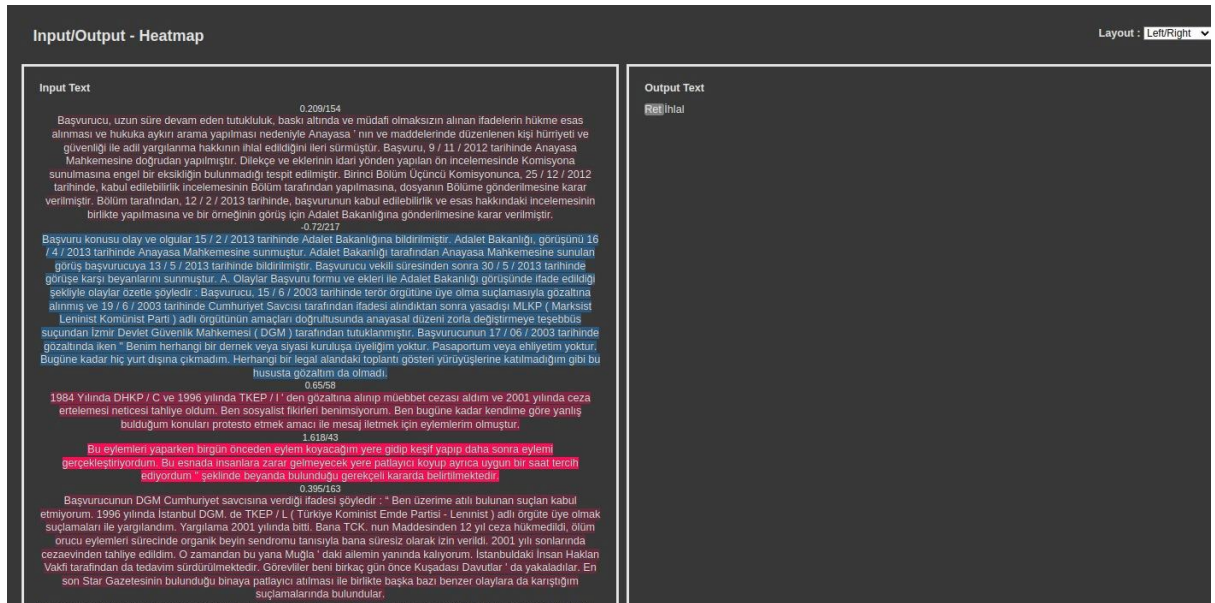 Input/Output - Heatmap
Layout : Left/Right
Input Text
0.209/154
Başvurucu, uzun süre devam eden tutukluluk, baskı altında ve müdafi olmaksızın alınan ifadelerin hükme esas
alınması ve hukuka aykırı arama yapılması nedeniyle Anayasa ' nın ve maddelerinde düzenlenen kişi hürriyeti ve
güvenliği ile adil yargılanma hakkının ihlal edildiğini ileri sürmüştür. Başvuru, 9 / 11 / 2012 tarihinde Anayasa
Mahkemesine doğrudan yapılmıştır. Dilekçe ve eklerinin idari yönden yapılan ön incelemesinde Komisyona
sunulmasına engel bir eksikliğin bulunmadığı tespit edilmiştir. Birinci Bölüm Üçüncü Komisyonunca, 25 / 12 / 2012
tarihinde, kabul edilebilirlik incelemesinin Bölüm tarafından yapılmasına, dosyanın Bölüme gönderilmesine karar
verilmiştir. Bölüm tarafından, 12 / 2 / 2013 tarihinde, başvurunun kabul edilebilirlik ve esas hakkındaki incelemesinin
birlikte yapılmasına ve bir örneğinin görüş için Adalet Bakanlığına gönderilmesine karar verilmiştir.
-0.72/217
Başvuru konusu olay ve olgular 15 / 2 / 2013 tarihinde Adalet Bakanlığına bildirilmiştir. Adalet Bakanlığı, görüşünü 16
/ 4 / 2013 tarihinde Anayasa Mahkemesine sunmuştur. Adalet Bakanlığı tarafından Anayasa Mahkemesine sunulan
görüş başvurucuya 13 / 5 / 2013 tarihinde bildirilmiştir. Başvurucu vekili süresinden sonra 30 / 5 / 2013 tarihinde
görüşe karşı beyanlarını sunmuştur. A. Olaylar Başvuru formu ve ekleri ile Adalet Bakanlığı görüşünde ifade edildiği
şekliyle olaylar özetle şöyledir : Başvurucu, 15 / 6 / 2003 tarihinde terör örgütüne üye olma suçlamasıyla gözaltına
alınmış ve 19 / 6 / 2003 tarihinde Cumhuriyet Savcısı tarafından ifadesi alındıktan sonra yasadışı MLKP ( Marksist
Leninist Komünist Parti ) adlı örgütünün amaçları doğrultusunda anayasal düzeni zorla değiştirmeye teşebbüs
suçundan İzmir Devlet Güvenlik Mahkemesi ( DGM ) tarafından tutuklanmıştır. Başvurucunun 17 / 06 / 2003 tarihinde
gözaltında iken " Benim herhangi bir dernek veya siyasi kuruluşa üyeliğim yoktur. Pasaportum veya ehliyetim yoktur.
Bugüne kadar hiç yurt dışına çıkmadım. Herhangi bir legal alandaki toplantı gösteri yürüyüşlerine katılmadığım gibi bu
hususta gözaltım da olmadı.
0.65/58
1984 Yılında DHKP / C ve 1996 yılında TKEP / l ' den gözaltına alınıp müebbet cezası aldım ve 2001 yılında ceza
ertelemesi neticesi tahliye oldum. Ben sosyalist fikirleri benimsiyorum. Ben bugüne kadar kendime göre yanlış
bulduğum konuları protesto etmek amacı ile mesaj iletmek için eylemlerim olmuştur.
1.618/43
Bu eylemleri yaparken birgün önceden eylem koyacağım yere gidip keşif yapıp daha sonra eylemi
gerçekleştiriyordum. Bu esnada insanlara zarar gelmeyecek yere patlayıcı koyup ayrıca uygun bir saat tercih
ediyordum " şeklinde beyanda bulunduğu gerekçeli kararda belirtilmektedir.
0.395/163
Başvurucunun DGM Cumhuriyet savcısına verdiği ifadesi şöyledir : “ Ben üzerime atılı bulunan suçlan kabul
etmiyorum. 1996 yılında İstanbul DGM. de TKEP / L ( Türkiye Kominist Emde Partisi - Lenınist ) adlı örgüte üye olmak
suçlamaları ile yargılandım. Yargılama 2001 yılında bitti. Bana TCK. nun Maddesinden 12 yıl ceza hükmedildi, ölüm
orucu eylemleri sürecinde organik beyin sendromu tanısıyla bana süresiz olarak izin verildi. 2001 yılı sonlarında
cezaevinden tahliye edildim. O zamandan bu yana Muğla ' daki ailemin yanında kalıyorum. İstanbuldaki İnsan Haklan
Vakfi tarafından da tedavim sürdürülmektedir. Görevliler beni birkaç gün önce Kuşadası Davutlar ' da yakaladılar. En
son Star Gazetesinin bulunduğu binaya patlayıcı atılması ile birlikte başka bazı benzer olaylara da karıştığım
suçlamalarında bulundular.
Output Text
Ret İhlal